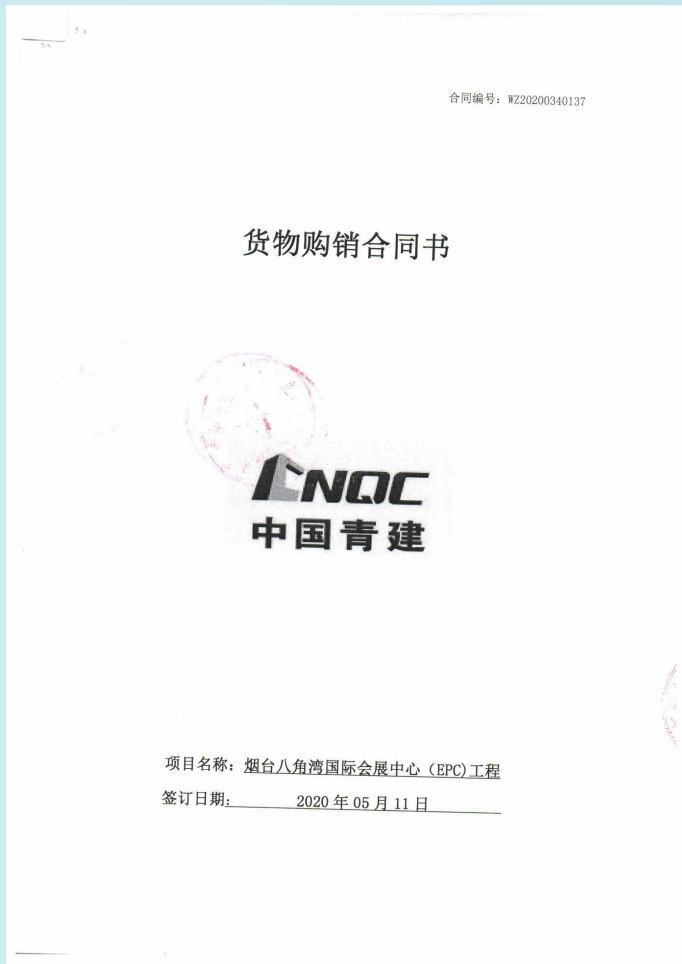 合同编号：WZ20200340137
货物购销合同书
CNQC
中国青建
项目名称：烟台八角湾国际会展中心（EPC)工程
签订日期：2020 年 05 月 11 日